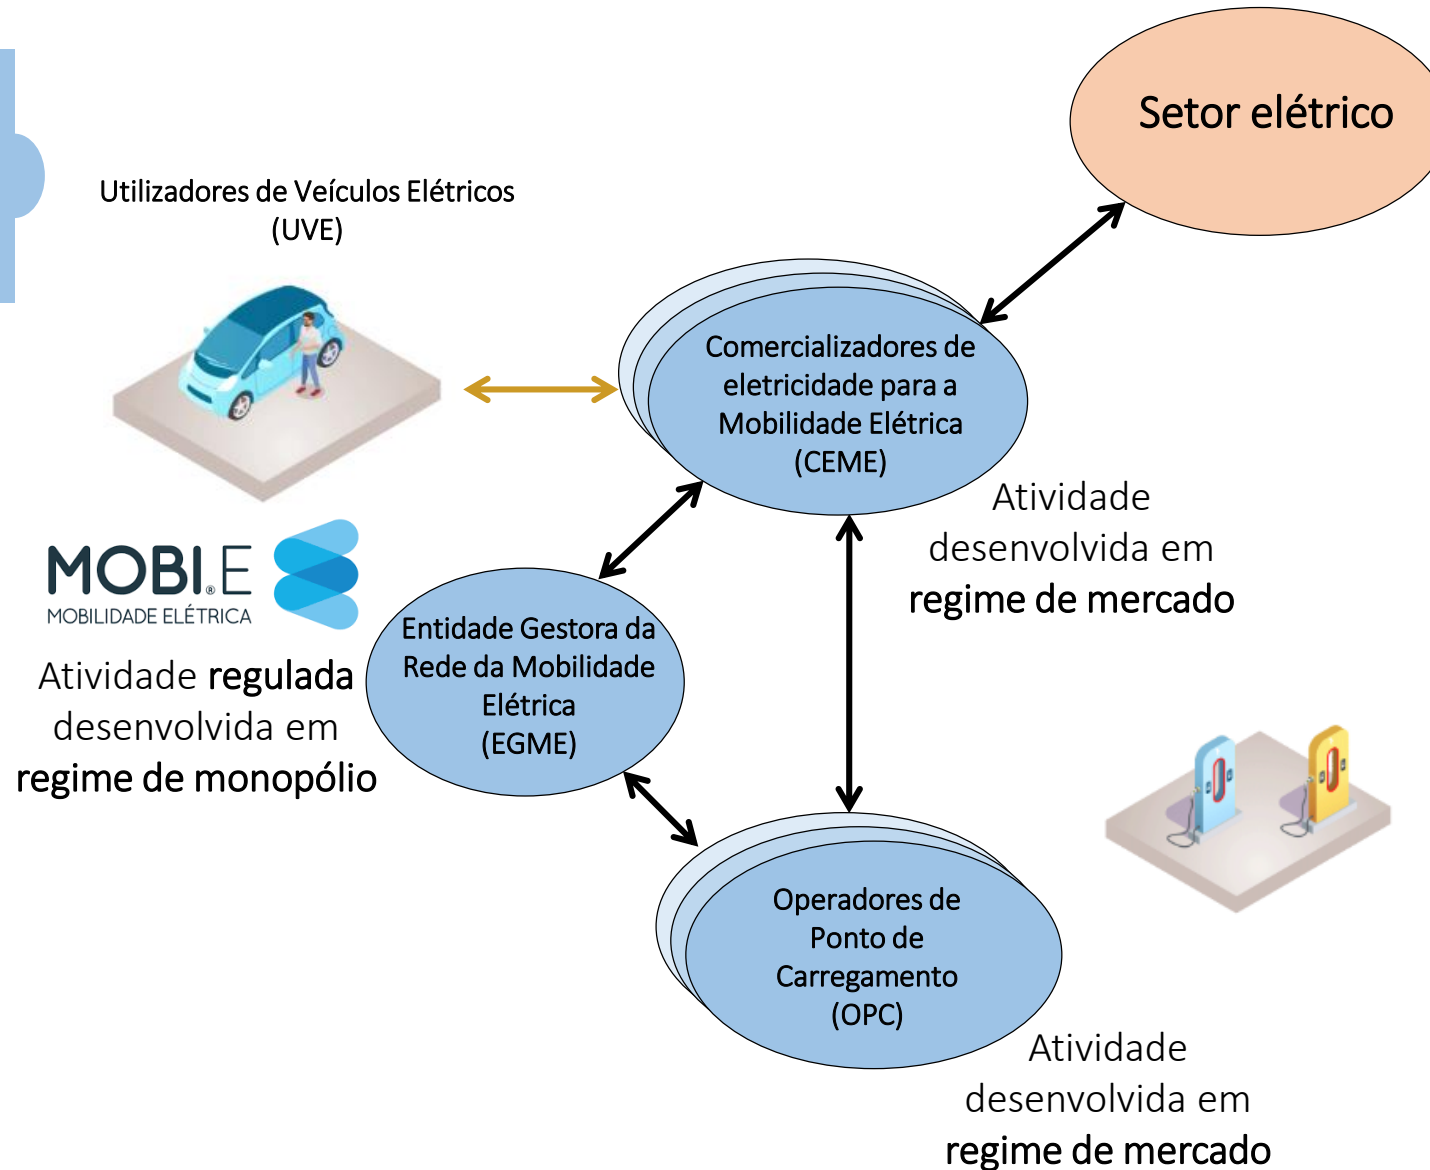 Setor elétrico
Utilizadores de Veículos Elétricos
(UVE)
Comercializadores de
eletricidade para a
Mobilidade Elétrica
(CEME)
Atividade
desenvolvida em
regime de mercado
MOBI.E
®
MOBILIDADE ELÉTRICA
Atividade regulada
desenvolvida em
regime de monopólio
Entidade Gestora da
Rede da Mobilidade
Elétrica
(EGME)
Operadores de
Ponto de
Carregamento
(OPC)
Atividade
desenvolvida em
regime de mercado